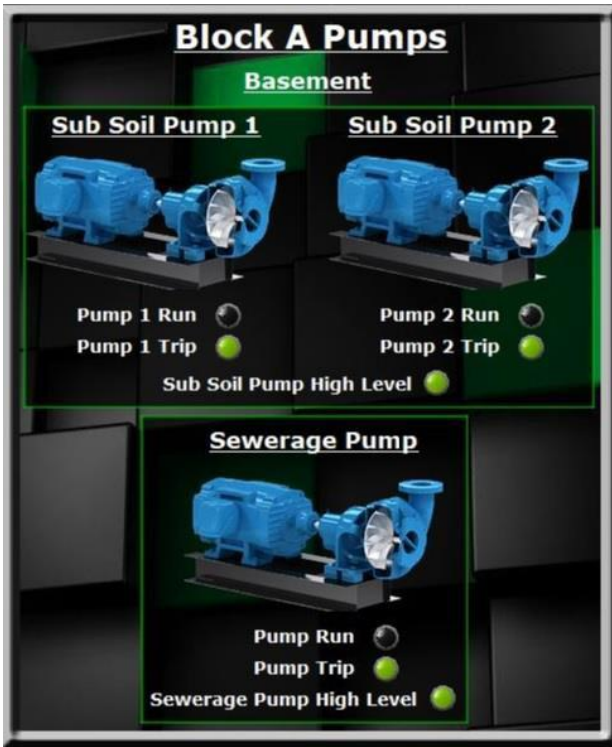 Block A Pumps
Basement
Sub Soil Pump 1
Sub Soil Pump 2
Pump 1 Run
Pump 2 Run
Pump 1 Trip
Pump 2 Trip
Sub Soil Pump High Level
Sewerage Pump
Pump Run
Pump Trip
Sewerage Pump High Level